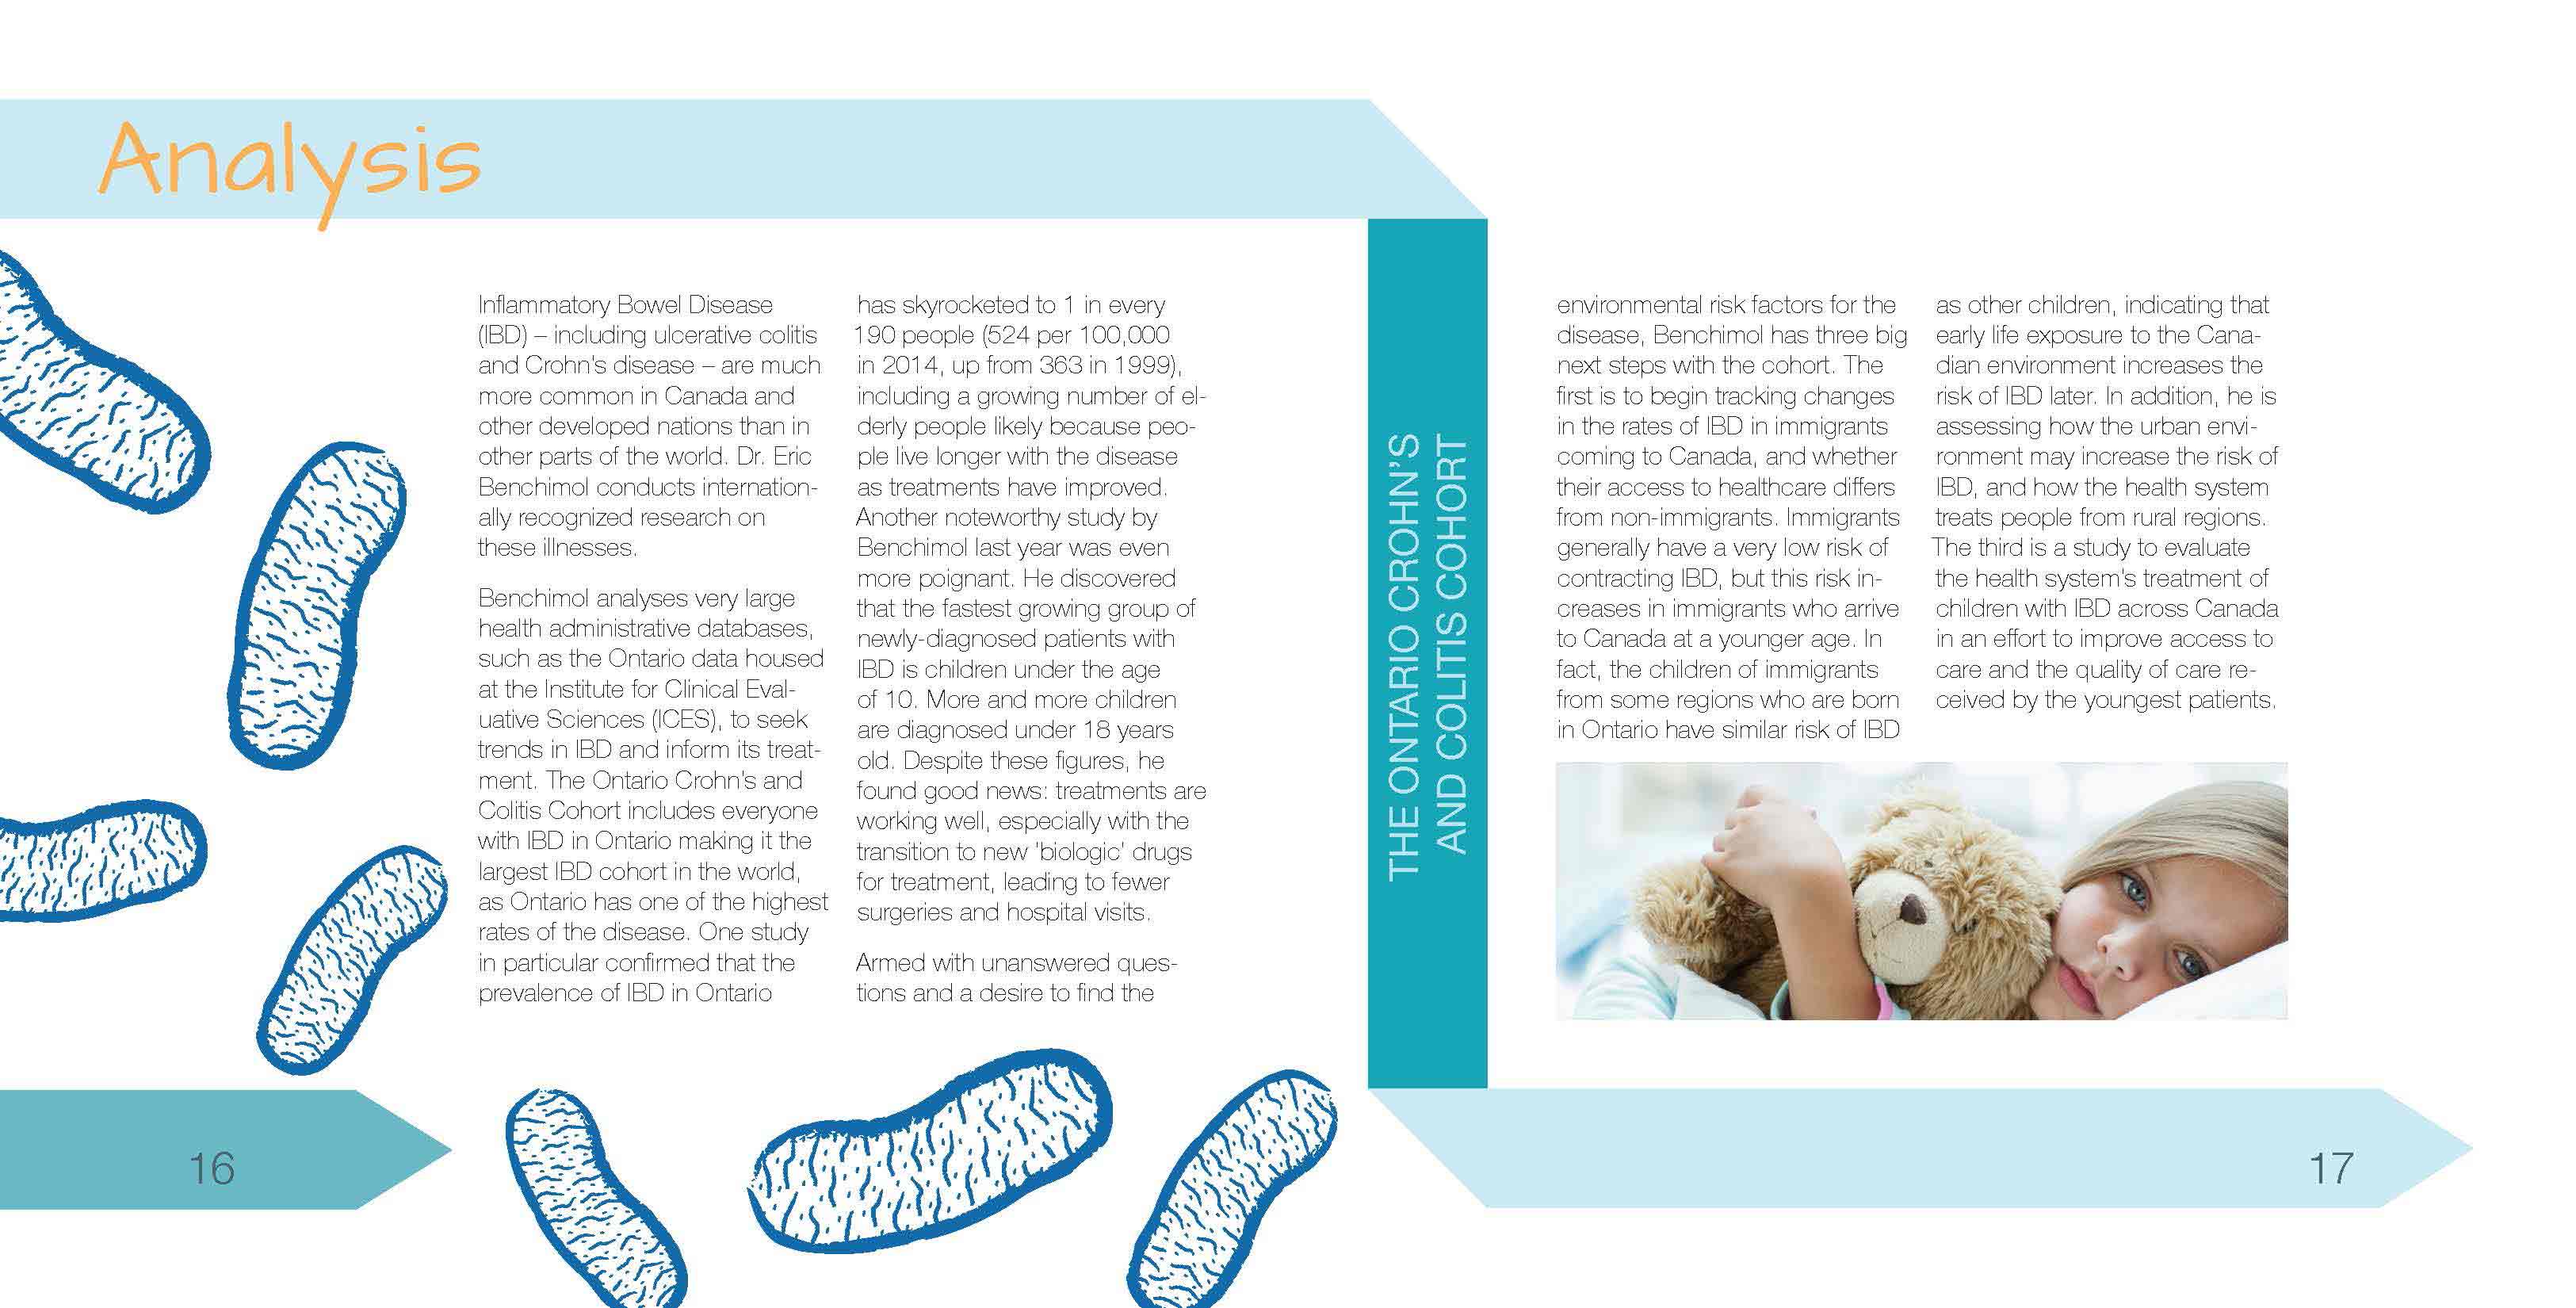 Analysis
Inflammatory Bowel Disease
(IBD) – including ulcerative colitis
and Crohn's disease – are much
more common in Canada and
other developed nations than in
other parts of the world. Dr. Eric
Benchimol conducts internation-
ally recognized research on
these illnesses.
Benchimol analyses very large
health administrative databases,
such as the Ontario data housed
at the Institute for Clinical Eval-
uative Sciences (ICES), to seek
trends in IBD and inform its treat-
ment. The Ontario Crohn's and
Colitis Cohort includes everyone
with IBD in Ontario making it the
largest IBD cohort in the world,
as Ontario has one of the highest
rates of the disease. One study
in particular confirmed that the
prevalence of IBD in Ontario
has skyrocketed to 1 in every
190 people (524 per 100,000
in 2014, up from 363 in 1999),
including a growing number of el-
derly people likely because peo-
ple live longer with the disease
as treatments have improved.
Another noteworthy study by
Benchimol last year was even
more poignant. He discovered
that the fastest growing group of
newly-diagnosed patients with
IBD is children under the age
of 10. More and more children
are diagnosed under 18 years
old. Despite these figures, he
found good news: treatments are
working well, especially with the
transition to new 'biologic' drugs
for treatment, leading to fewer
surgeries and hospital visits.
Armed with unanswered ques-
tions and a desire to find the
16
THE ONTARIO CROHN'S
AND COLITIS COHORT
environmental risk factors for the
disease, Benchimol has three big
next steps with the cohort. The
first is to begin tracking changes
in the rates of IBD in immigrants
coming to Canada, and whether
their access to healthcare differs
from non-immigrants. Immigrants
generally have a very low risk of
contracting IBD, but this risk in-
creases in immigrants who arrive
to Canada at a younger age. In
fact, the children of immigrants
from some regions who are born
in Ontario have similar risk of IBD
as other children, indicating that
early life exposure to the Cana-
dian environment increases the
risk of IBD later. In addition, he is
assessing how the urban envi-
ronment may increase the risk of
IBD, and how the health system
treats people from rural regions.
The third is a study to evaluate
the health system's treatment of
children with IBD across Canada
in an effort to improve access to
care and the quality of care re-
ceived by the youngest patients.
17